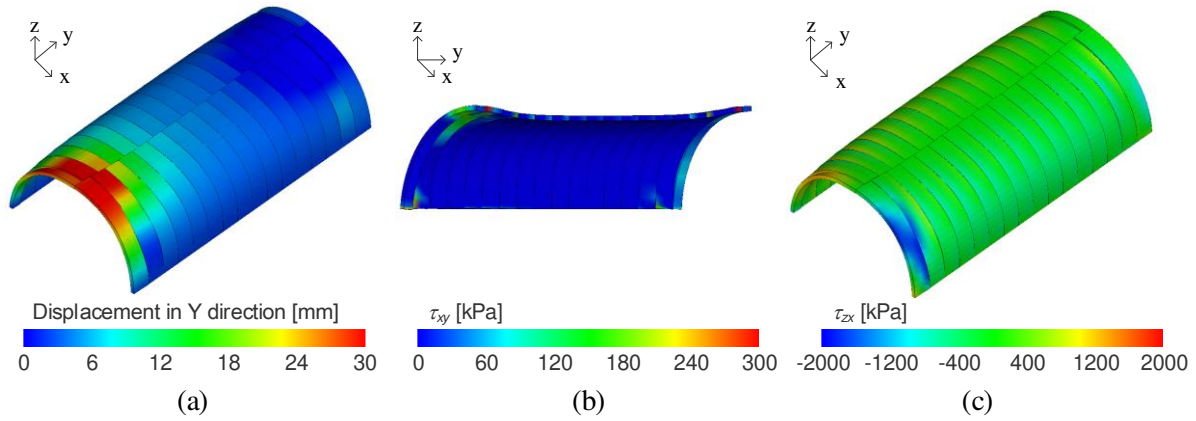 z
y
x
z
y
x
z
y
x
Displacement in Y direction [mm]
0 6 12 18 24 30
τxy [kPa]
0 60 120 180 240 300
τzx [kPa]
-2000 -1200 -400 400 1200 2000
(a)
(b)
(c)